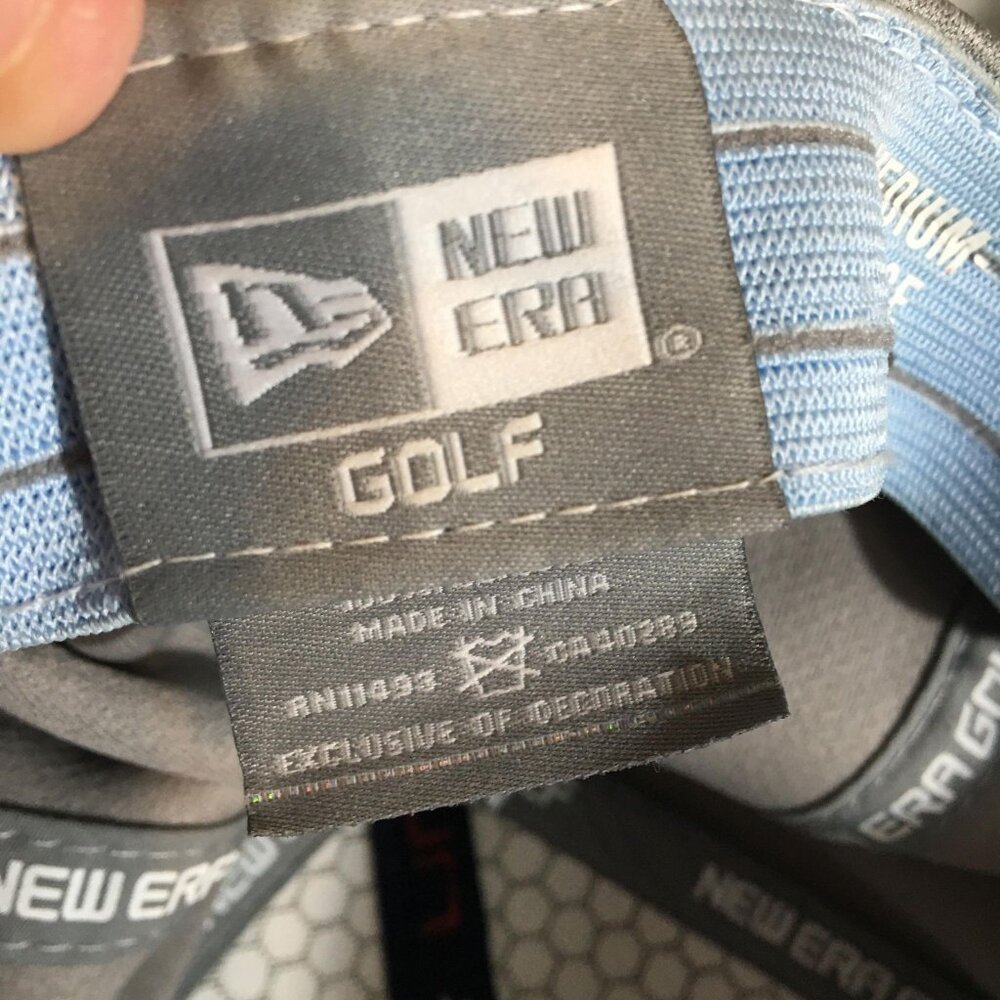 NEW
ERA
®
GOLF
MADE IN CHINA
RN11493 CA40289
EXCLUSIVE OF DECORATION
NEW ERA
ERA GOL
NEW ERA